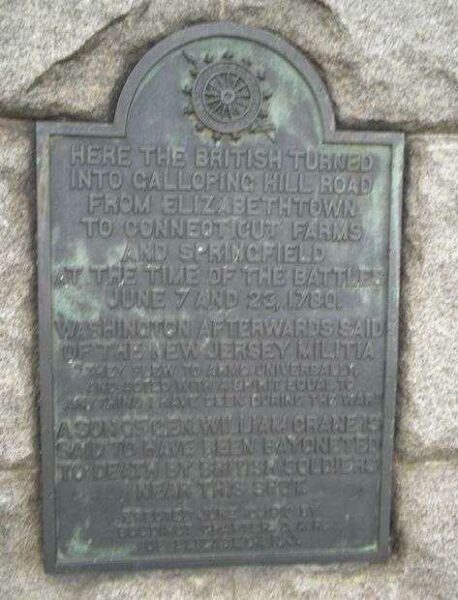 HERE THE BRITISH TURNED
INTO GALLOPING HILL ROAD
FROM ELIZABETHTOWN
TO CONNECTICUT FARMS
AND SPRINGFIELD
AT THE TIME OF THE BATTLES
JUNE 7 AND 23, 1780.
WASHINGTON AFTERWARDS SAID
OF THE NEW JERSEY MILITIA
THEY FLEW TO ARMS UNIVERSALLY
AND ACTED WITH A SPIRIT EQUAL TO
ANYTHING I HAVE SEEN DURING THE WAR
A SON OF GEN. WILLIAM CRANE IS
SAID TO HAVE BEEN BAYONETED
TO DEATH BY BRITISH SOLDIERS
NEAR THIS SPOT.
ERECTED BY
CHAPTER D.A.R.